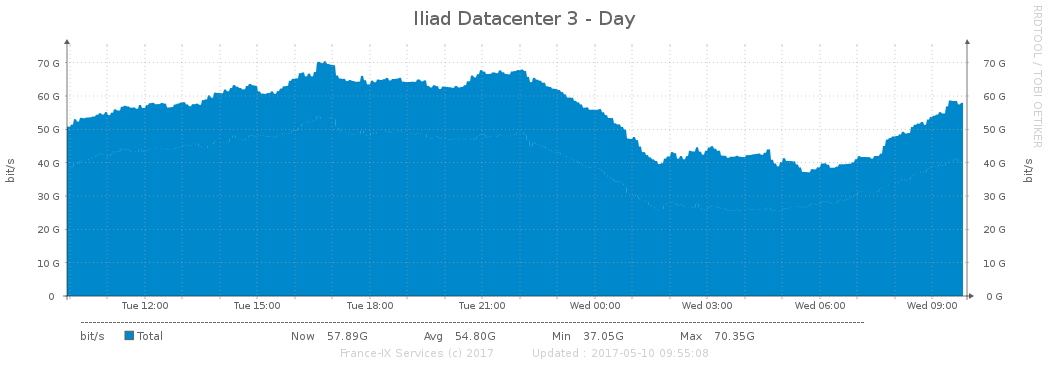 Iliad Datacenter 3 - Day
RRDTOOL / TOBI OETIKER
bit/s
70 G
60 G
50 G
40 G
30 G
20 G
10 G
0
70 G
60 G
50 G
40 G
30 G
20 G
10 G
0 G
bit/s
Tue 12:00 Tue 15:00 Tue 18:00 Tue 21:00 Wed 00:00 Wed 03:00 Wed 06:00 Wed 09:00
bit/s Total Now 57.89G Avg 54.80G Min 37.05G Max 70.35G
France-IX Services (c) 2017 Updated : 2017-05-10 09:55:08